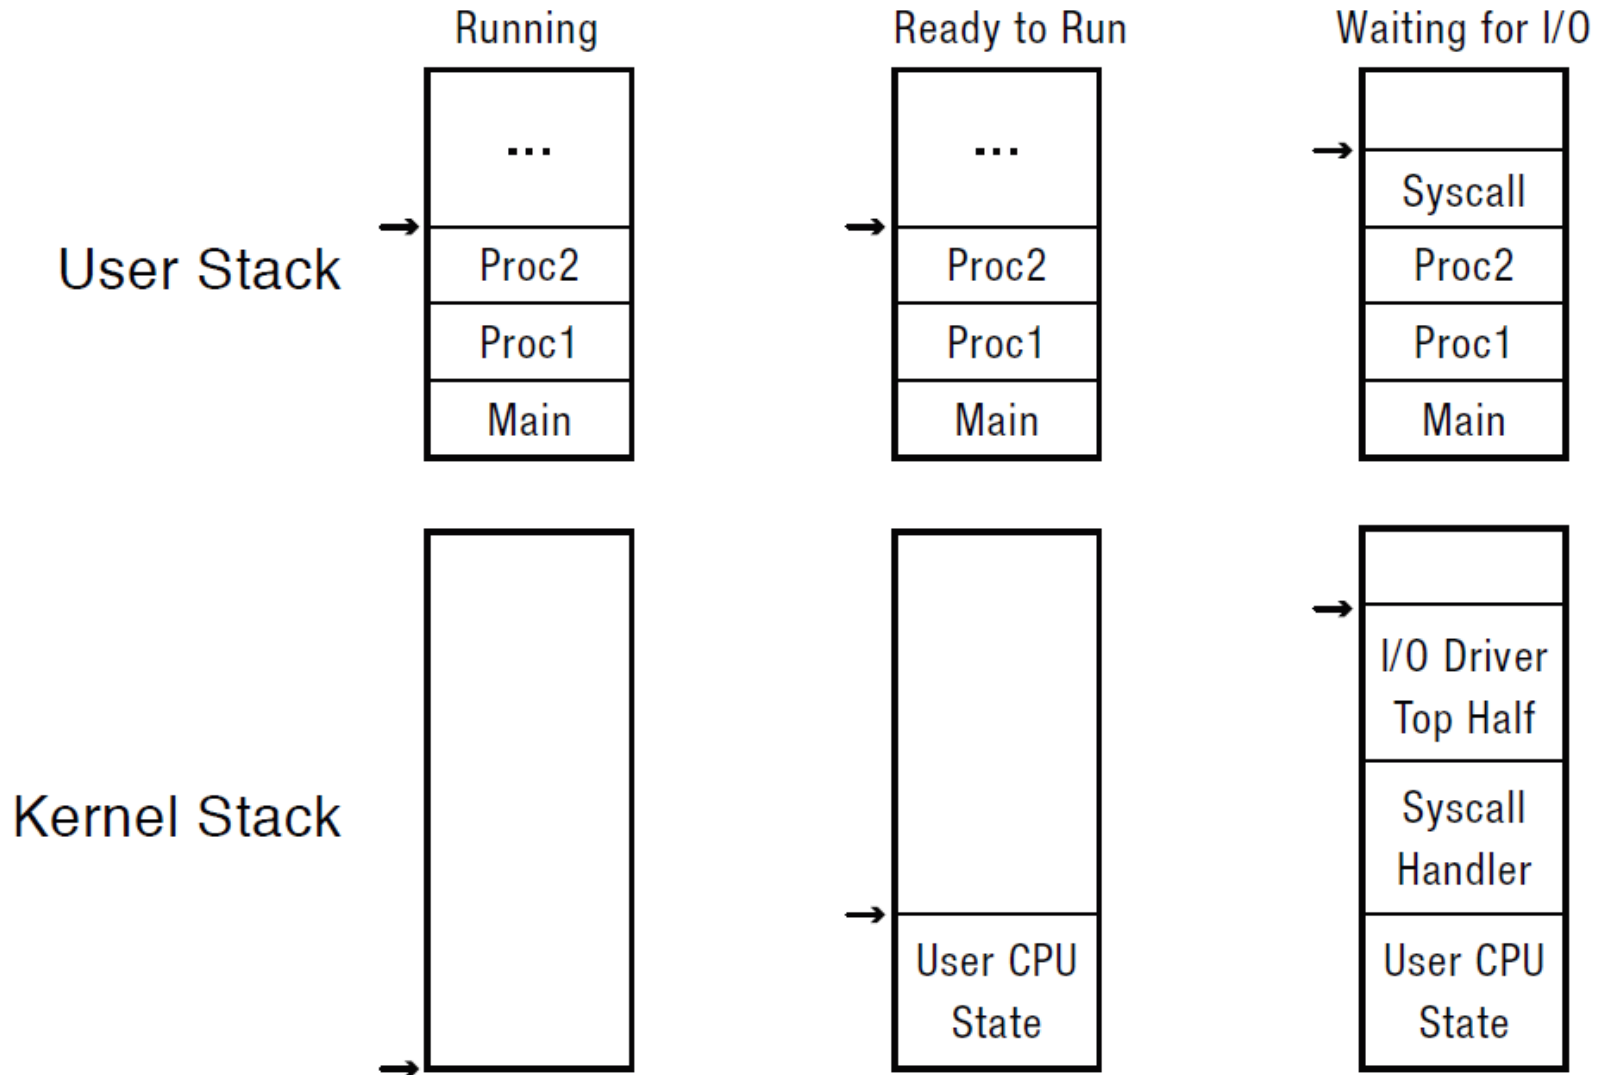 Running
Ready to Run
Waiting for I/O
User Stack
...
Proc2
Proc1
Main
...
Proc2
Proc1
Main
Syscall
Proc2
Proc1
Main
Kernel Stack
User CPU
State
I/O Driver
Top Half
Syscall
Handler
User CPU
State